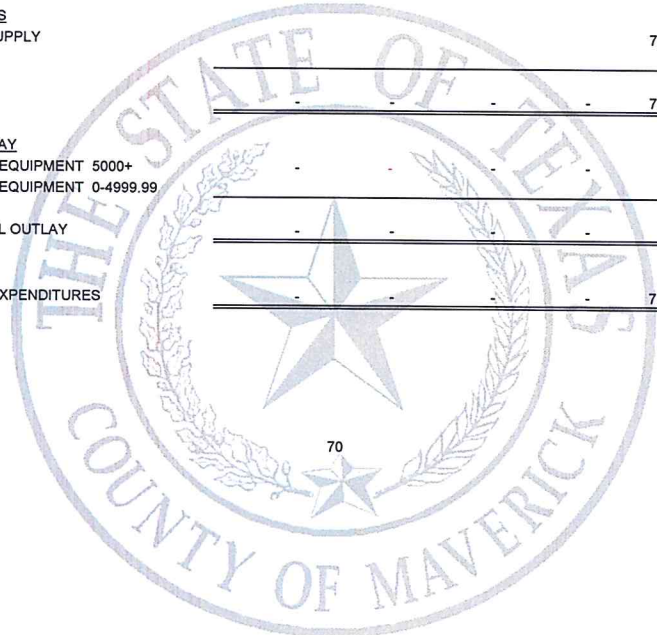 S
UPPLY 7
- - - - 7
AY
EQUIPMENT 5000+ - - - -
EQUIPMENT 0-4999.99
L OUTLAY - - - -
XPENDITURES - - - - 7
70
THE STATE OF TEXAS
COUNTY OF MAVERICK